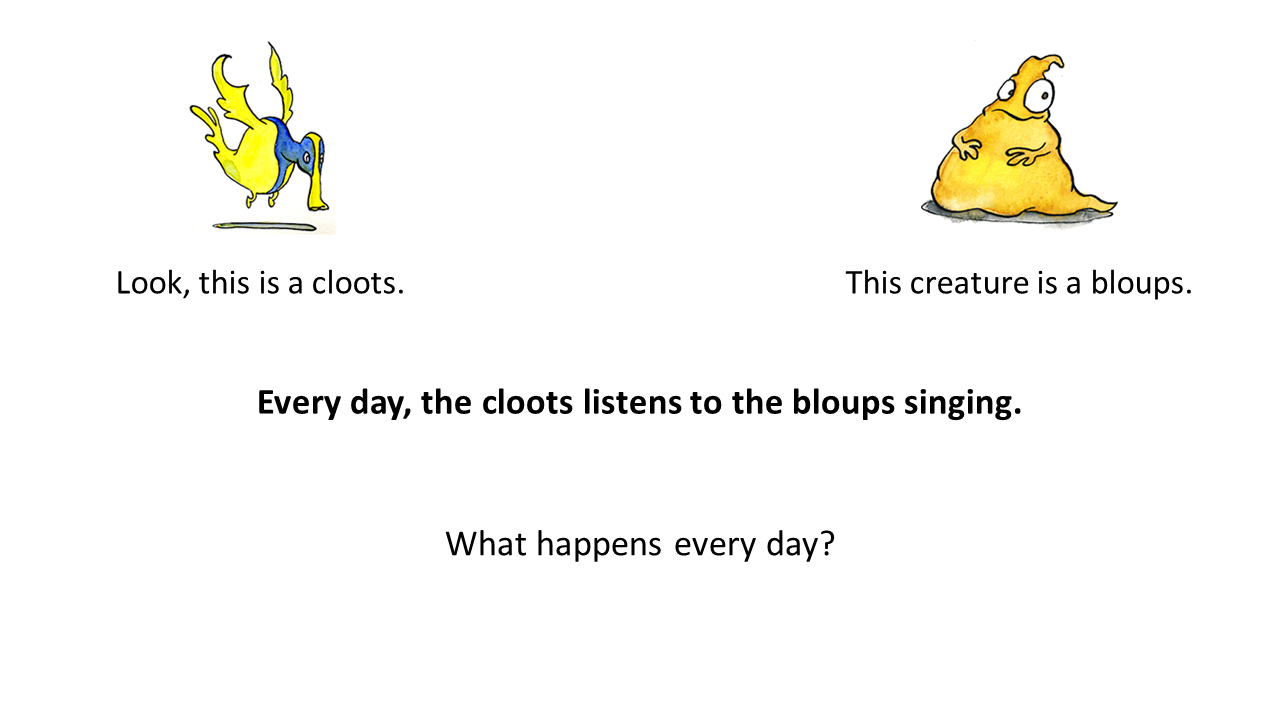 Look, this is a cloots.
This creature is a bloups.
Every day, the cloots listens to the bloups singing.
What happens every day?